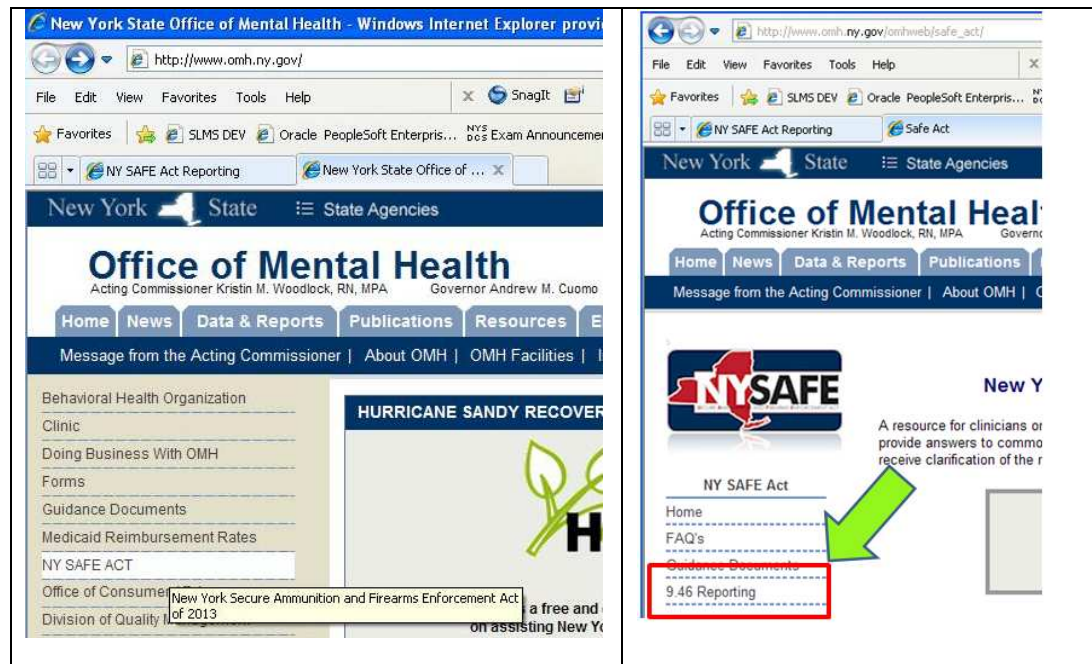 New York State Office of Mental Health - Windows Internet Explorer provi
http://www.omh.ny.gov/
File Edit View Favorites Tools Help
SnagIt
Favorites SLMS DEV Oracle PeopleSoft Enterpris... NYS DCS Exam Announcemen
NY SAFE Act Reporting New York State Office of ...
New York State State Agencies
Office of Mental Health
Acting Commissioner Kristin M. Woodlock, RN, MPA Governor Andrew M. Cuomo
Home News Data & Reports Publications Resources E
Message from the Acting Commissioner | About OMH | OMH Facilities |
Behavioral Health Organization
Clinic
Doing Business With OMH
Forms
Guidance Documents
Medicaid Reimbursement Rates
NY SAFE ACT
Office of Consumer
New York Secure Ammunition and Firearms Enforcement Act
of 2013
Division of Quality
HURRICANE SANDY RECOVER
H
a free and
on assisting New Yo
http://www.omh.ny.gov/omhweb/safe_act/
File Edit View Favorites Tools Help
Favorites SLMS DEV Oracle PeopleSoft Enterpris...
NY SAFE Act Reporting Safe Act
New York State State Agencies
Office of Mental Heal
Acting Commissioner Kristin M. Woodlock, RN, MPA Governo
Home News Data & Reports Publications
Message from the Acting Commissioner | About OMH |
NYSAFE
New Y
A resource for clinicians or
provide answers to commo
receive clarification of the r
NY SAFE Act
Home
FAQ's
Guidance Documents
9.46 Reporting